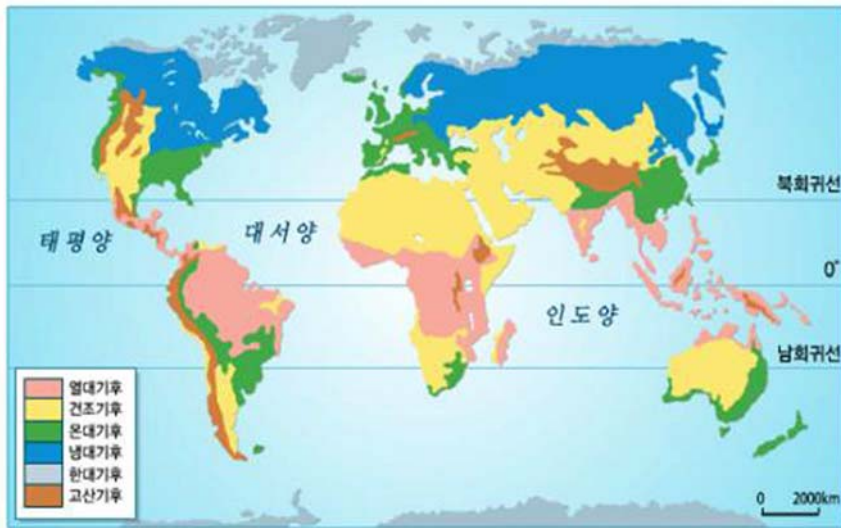 북회귀선
태평양
대서양
0°
인도양
남회귀선
열대기후
건조기후
온대기후
냉대기후
한대기후
고산기후
0 2000km